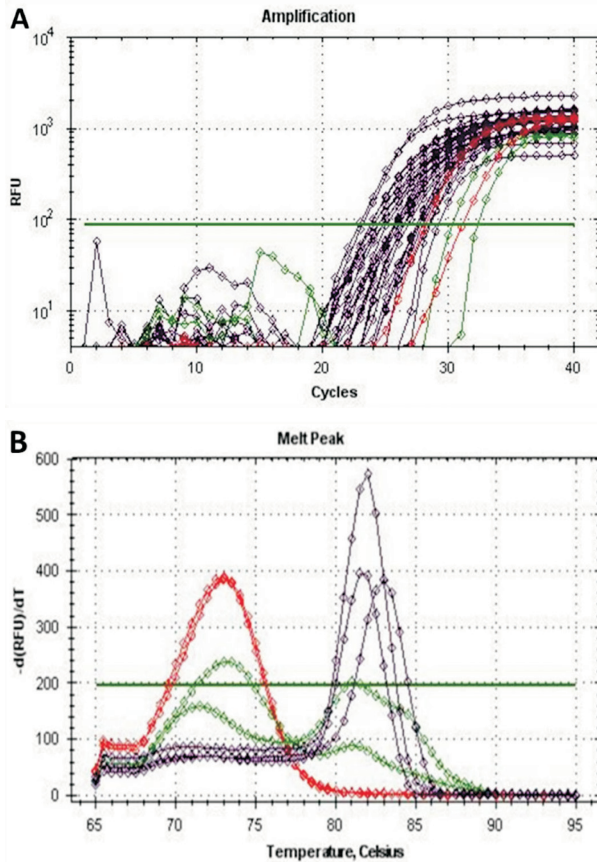 A
Amplification
10^4
10^3
10^2
10^1
RFU
0 10 20 30 40
Cycles
B
Melt Peak
600
500
400
300
200
100
0
-d(RFU)/dT
65 70 75 80 85 90 95
Temperature, Celsius